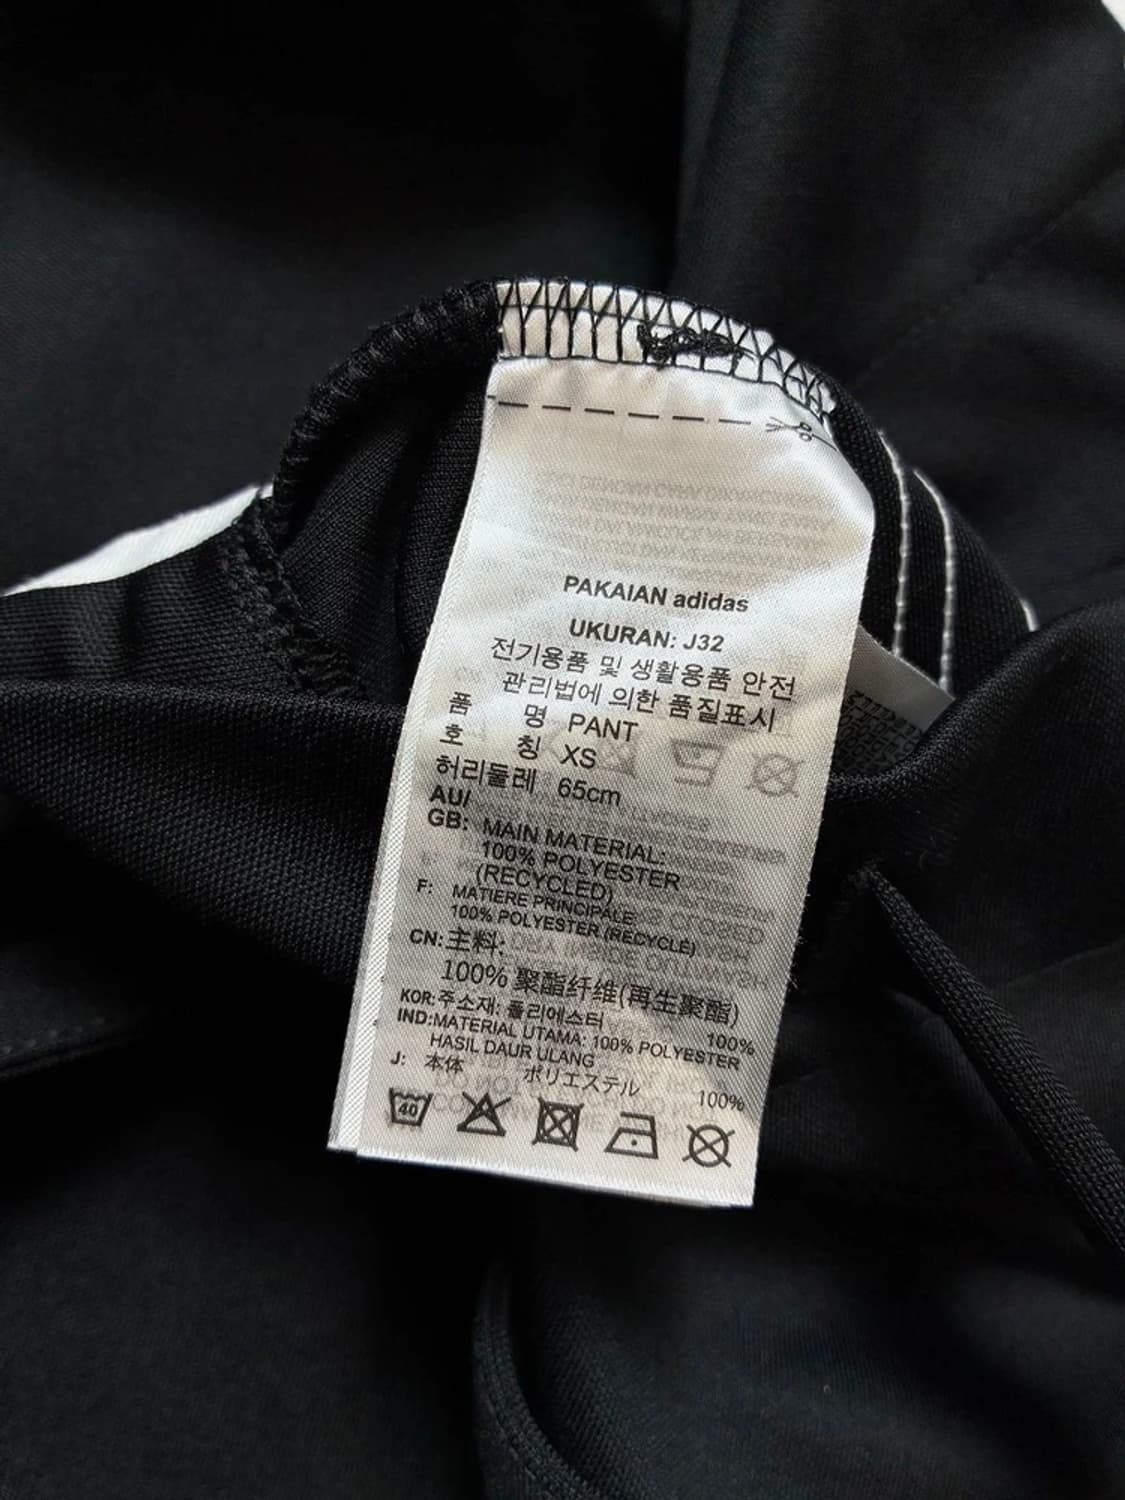 PAKAIAN adidas
UKURAN: J32
전기용품 및 생활용품 안전
관리법에 의한 품질표시
품 명 PANT
호 칭 XS
허리둘레 65cm
AU/
GB: MAIN MATERIAL:
100% POLYESTER
(RECYCLED)
F: MATIERE PRINCIPALE
100% POLYESTER (RECYCLÉ)
CN: 主料:
100% 聚酯纤维(再生聚酯)
KOR: 주소재: 폴리에스터 100%
IND: MATERIAL UTAMA: 100% POLYESTER
HASIL DAUR ULANG
J: 本体 ポリエステル 100%
40